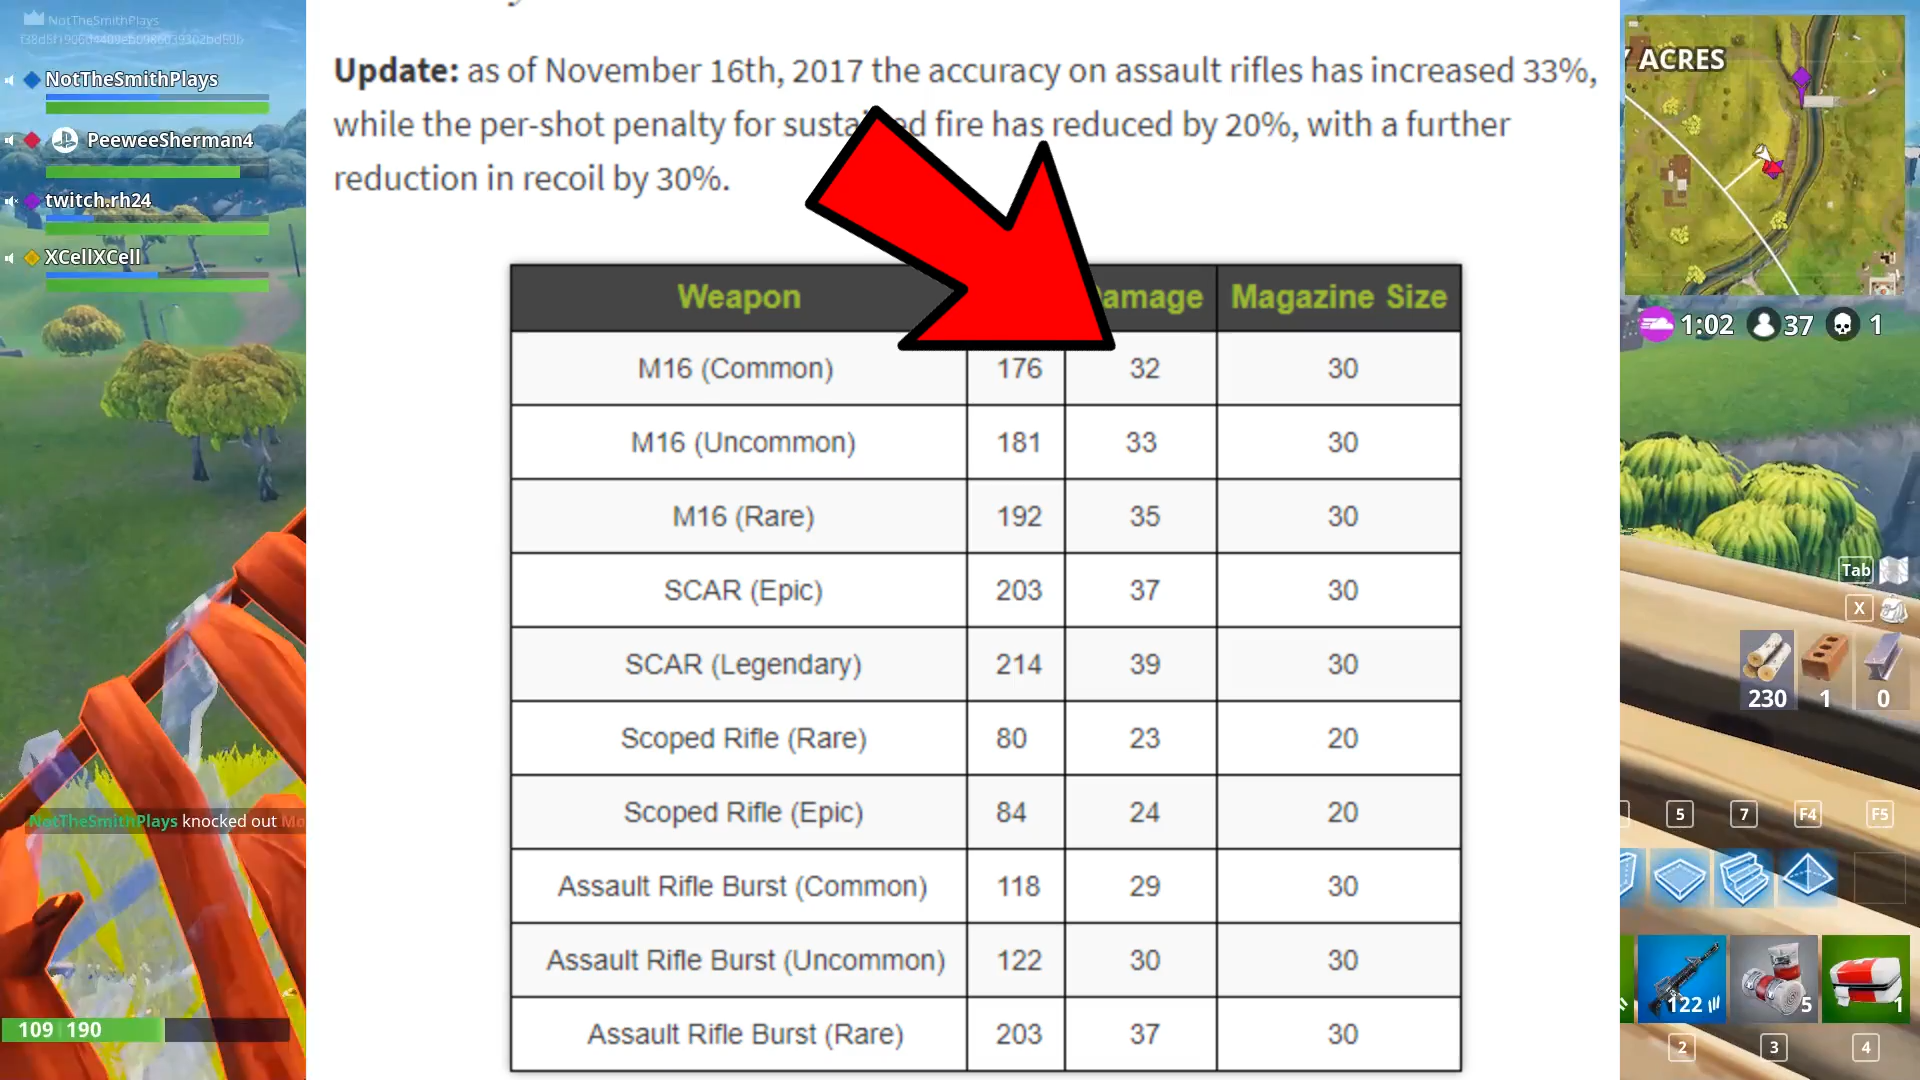 NotTheSmithPlays
NotTheSmithPlays
PeeweeSherman4
twitch.rh24
XCellXCell
Update: as of November 16th, 2017 the accuracy on assault rifles has increased 33%,
while the per-shot penalty for sustained fire has reduced by 20%, with a further
reduction in recoil by 30%.
Weapon Damage Magazine Size
M16 (Common) 176 32 30
M16 (Uncommon) 181 33 30
M16 (Rare) 192 35 30
SCAR (Epic) 203 37 30
SCAR (Legendary) 214 39 30
Scoped Rifle (Rare) 80 23 20
Scoped Rifle (Epic) 84 24 20
Assault Rifle Burst (Common) 118 29 30
Assault Rifle Burst (Uncommon) 122 30 30
Assault Rifle Burst (Rare) 203 37 30
NotTheSmithPlays knocked out Mo
109 190
ACRES
1:02 37 1
Tab
X
230 1 0
5 7 F4 F5
122 5 1
2 3 4